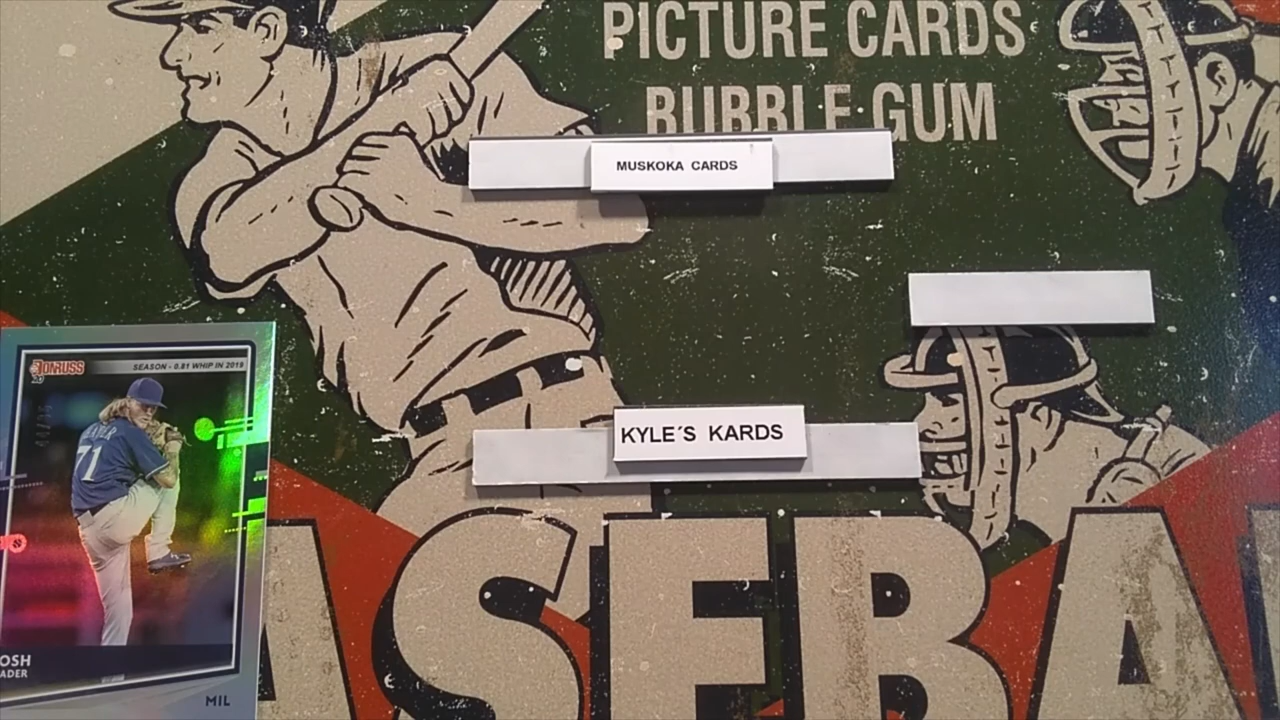 PICTURE CARDS
BUBBLE GUM
MUSKOKA CARDS
KYLE´S KARDS
DONRUSS
SEASON - 0.81 WHIP IN 2019
71
OSH
ADER
MIL
ASEBA